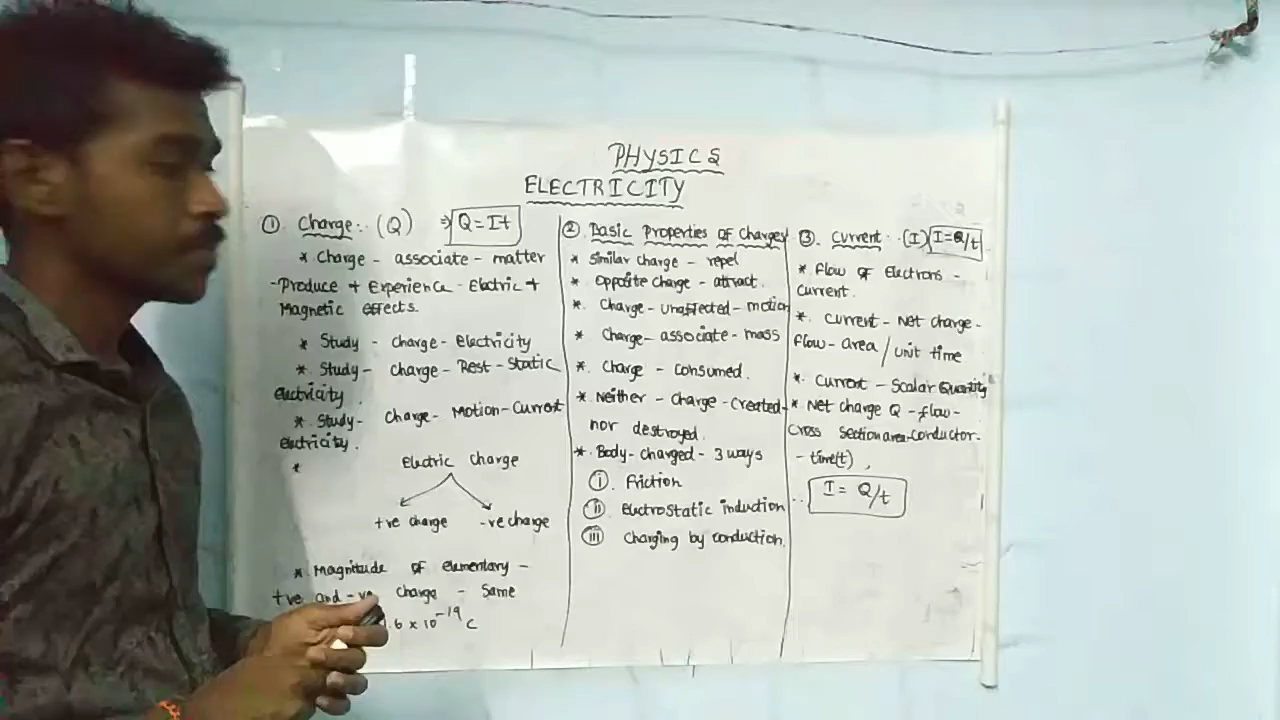 PHYSICS
ELECTRICITY
① Charge:- (Q) ⇒ Q = It
* Charge - associate - matter
- Produce + Experience - Electric +
Magnetic effects.
* Study - charge - Electricity
* Study - charge - Rest - Static
electricity.
* Study - charge - Motion - Current
electricity.
*
Electric charge
+ve charge -ve charge
* Magnitude of elementary -
+ve and -ve charge - Same
.6 x 10⁻¹⁹ C
② Basic Properties of Charges
* Similar charge - repel
* Opposite charge - attract.
* Charge - unaffected - motion
* Charge - associate - mass
* Charge - consumed.
* Neither - charge - created -
nor destroyed.
* Body - charged - 3 ways
ⓘ. Friction
ⓘⓘ. Electrostatic induction
ⓘⓘⓘ Charging by conduction.
③. Current :- (I) I = Q/t
* Flow of Electrons -
current.
* Current - Net charge -
flow - area / unit time
* Current - Scalar Quantity
* Net charge Q - flow -
Cross section area - conductor -
- time(t),
∴ I = Q/t